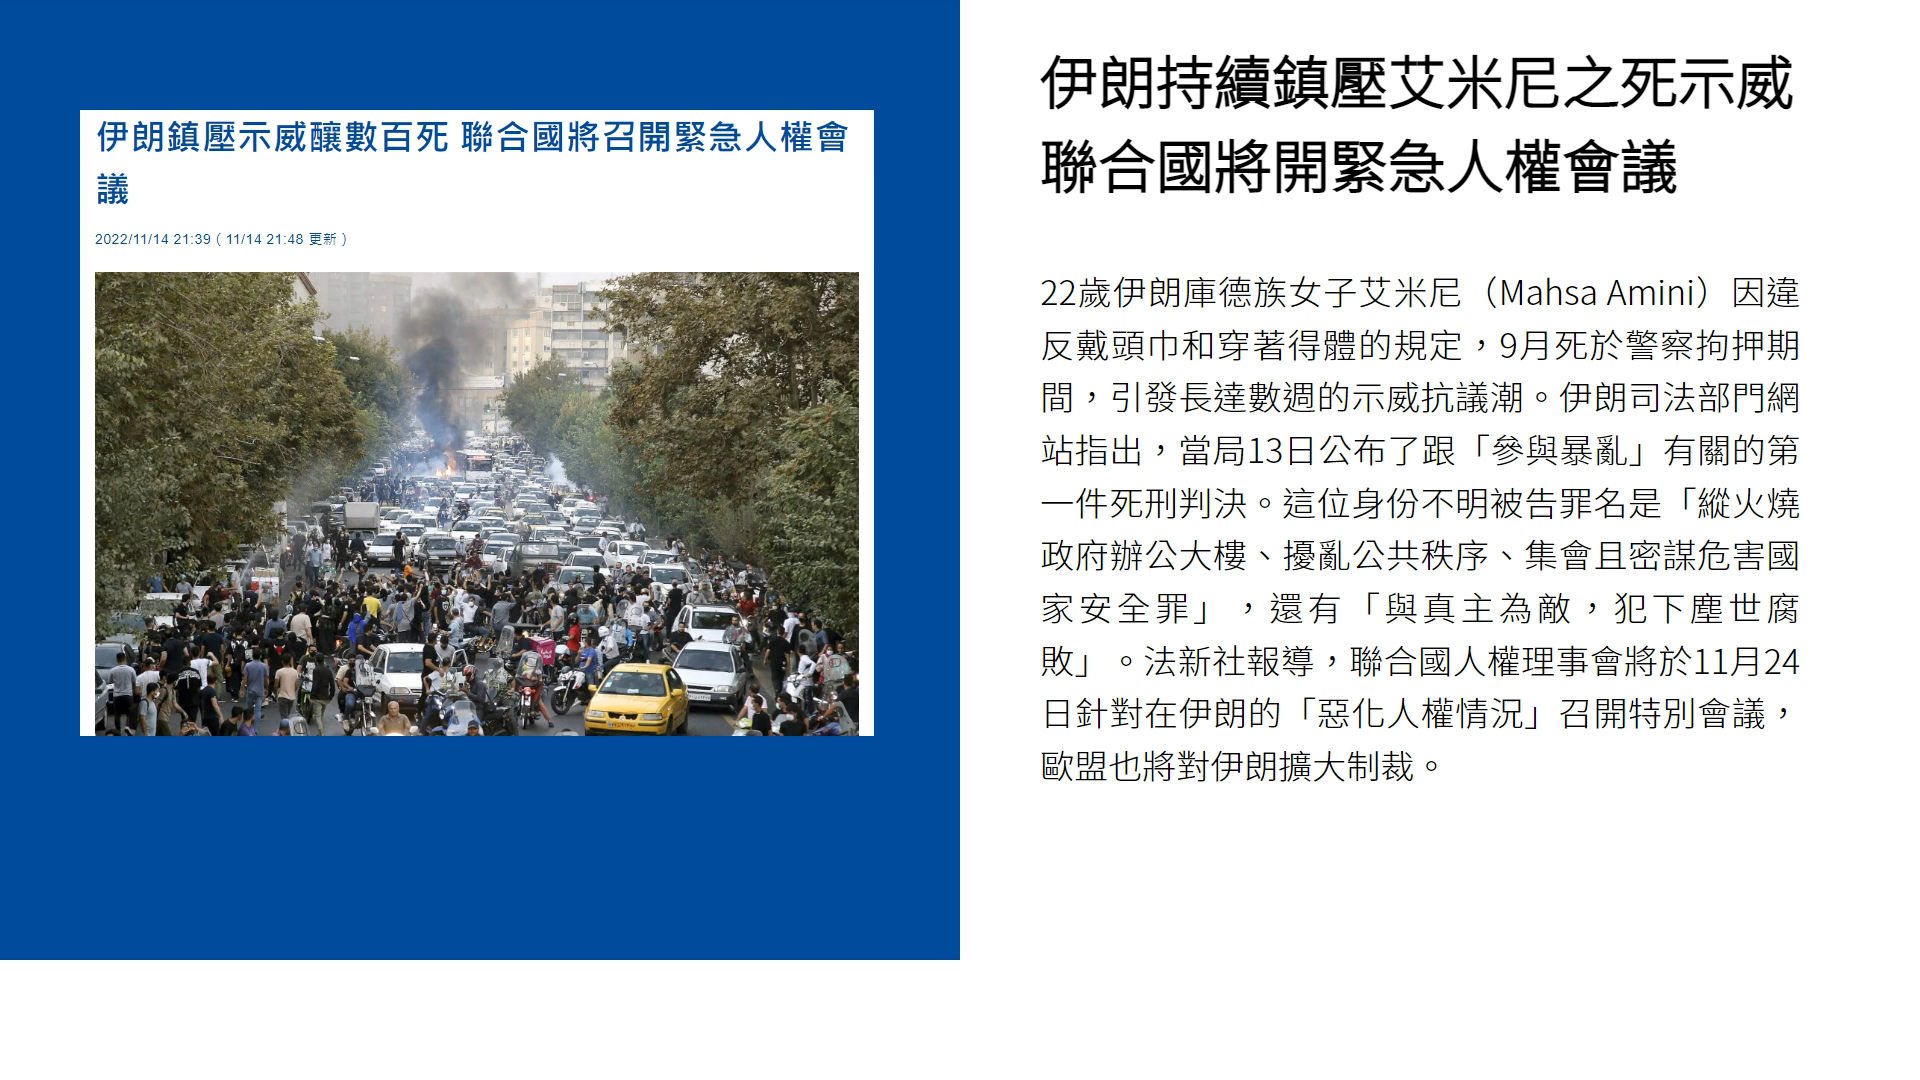 伊朗鎮壓示威釀數百死 聯合國將召開緊急人權會
議
2022/11/14 21:39（11/14 21:48 更新）
伊朗持續鎮壓艾米尼之死示威
聯合國將開緊急人權會議
22歲伊朗庫德族女子艾米尼（Mahsa Amini）因違
反戴頭巾和穿著得體的規定，9月死於警察拘押期
間，引發長達數週的示威抗議潮。伊朗司法部門網
站指出，當局13日公布了跟「參與暴亂」有關的第
一件死刑判決。這位身份不明被告罪名是「縱火燒
政府辦公大樓、擾亂公共秩序、集會且密謀危害國
家安全罪」，還有「與真主為敵，犯下塵世腐
敗」。法新社報導，聯合國人權理事會將於11月24
日針對在伊朗的「惡化人權情況」召開特別會議，
歐盟也將對伊朗擴大制裁。